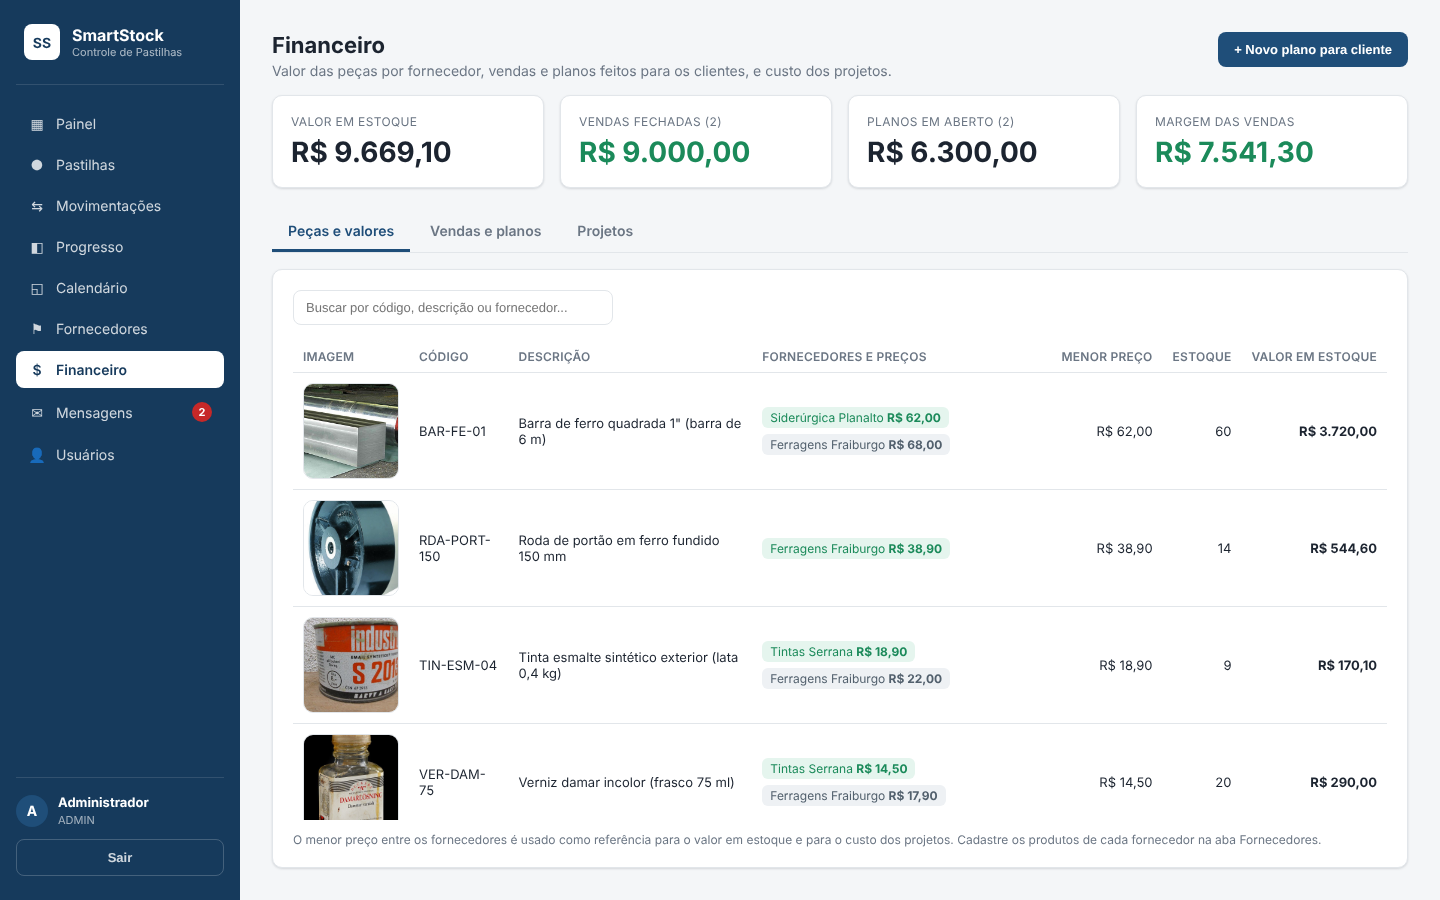 SS
SmartStock
Controle de Pastilhas
Painel
Pastilhas
Movimentações
Progresso
Calendário
Fornecedores
$ Financeiro
Mensagens 2
Usuários
A
Administrador
ADMIN
Sair
Financeiro
Valor das peças por fornecedor, vendas e planos feitos para os clientes, e custo dos projetos.
+ Novo plano para cliente
VALOR EM ESTOQUE
R$ 9.669,10
VENDAS FECHADAS (2)
R$ 9.000,00
PLANOS EM ABERTO (2)
R$ 6.300,00
MARGEM DAS VENDAS
R$ 7.541,30
Peças e valores Vendas e planos Projetos
Buscar por código, descrição ou fornecedor...
IMAGEM CÓDIGO DESCRIÇÃO FORNECEDORES E PREÇOS MENOR PREÇO ESTOQUE VALOR EM ESTOQUE
BAR-FE-01
Barra de ferro quadrada 1" (barra de
6 m)
Siderúrgica Planalto R$ 62,00
Ferragens Fraiburgo R$ 68,00
R$ 62,00 60 R$ 3.720,00
RDA-PORT-
150
Roda de portão em ferro fundido
150 mm
Ferragens Fraiburgo R$ 38,90
R$ 38,90 14 R$ 544,60
industr
S 201
TIN-ESM-04
Tinta esmalte sintético exterior (lata
0,4 kg)
Tintas Serrana R$ 18,90
Ferragens Fraiburgo R$ 22,00
R$ 18,90 9 R$ 170,10
VER-DAM-
75
Verniz damar incolor (frasco 75 ml)
Tintas Serrana R$ 14,50
Ferragens Fraiburgo R$ 17,90
R$ 14,50 20 R$ 290,00
O menor preço entre os fornecedores é usado como referência para o valor em estoque e para o custo dos projetos. Cadastre os produtos de cada fornecedor na aba Fornecedores.